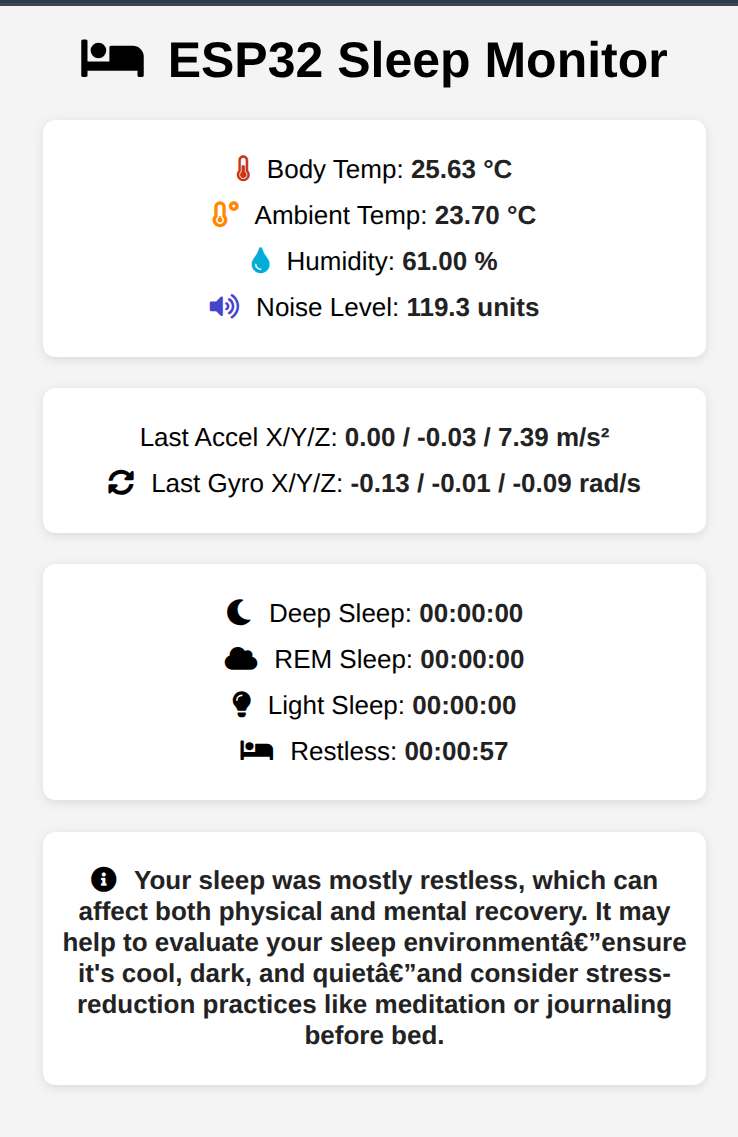 ESP32 Sleep Monitor
Body Temp: 25.63 °C
Ambient Temp: 23.70 °C
Humidity: 61.00 %
Noise Level: 119.3 units
Last Accel X/Y/Z: 0.00 / -0.03 / 7.39 m/s²
Last Gyro X/Y/Z: -0.13 / -0.01 / -0.09 rad/s
Deep Sleep: 00:00:00
REM Sleep: 00:00:00
Light Sleep: 00:00:00
Restless: 00:00:57
Your sleep was mostly restless, which can
affect both physical and mental recovery. It may
help to evaluate your sleep environmentâ€”ensure
it's cool, dark, and quietâ€”and consider stress-
reduction practices like meditation or journaling
before bed.